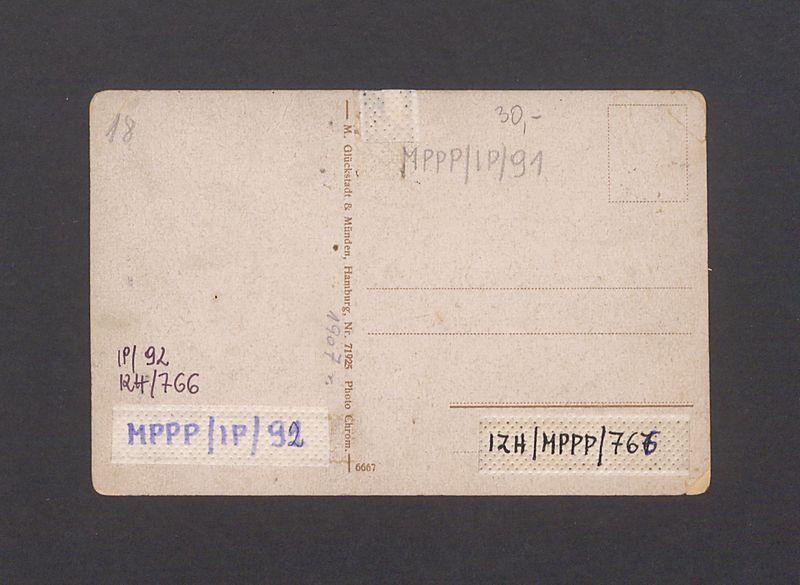 18
30,-
MPPP/IP/91
M. Glückstadt & Münden, Hamburg, Nr. 71925 Photo Chrom.
1907 r.
IP/92
IZH/766
MPPP/IP/92
IZH/MPPP/766
6667